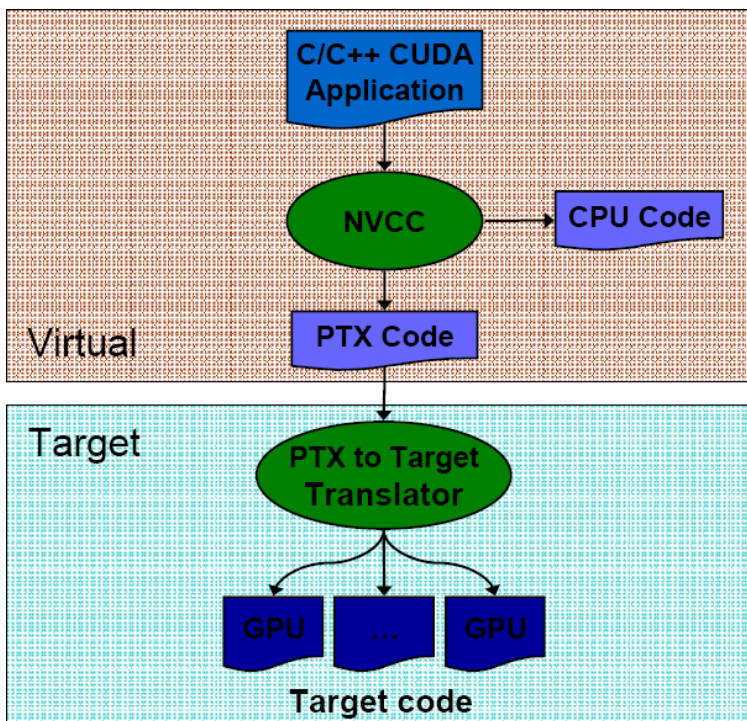 C/C++ CUDA
Application
NVCC
CPU Code
PTX Code
Virtual
Target
PTX to Target
Translator
GPU
...
GPU
Target code